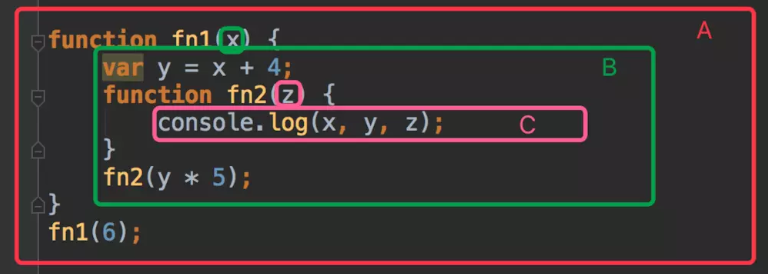 function fn1(x) { A
    var y = x + 4; B
    function fn2(z) {
        console.log(x, y, z); C
    }
    fn2(y * 5);
}
fn1(6);